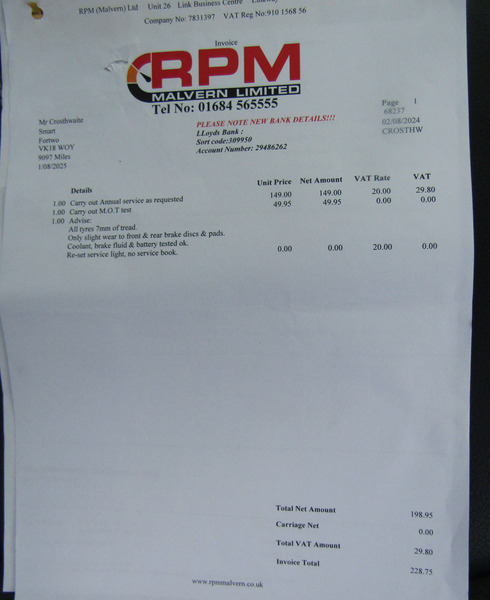 RPM (Malvern) Ltd Unit 26 Link Business Centre
Company No: 7831397 VAT Reg No:910 1568 56
Invoice
RPM
MALVERN LIMITED
Tel No: 01684 565555
PLEASE NOTE NEW BANK DETAILS!!!
LLoyds Bank :
Sort code:309950
Account Number: 29486262
Page 1
68237
02/08/2024
CROSTHW
Mr Crosthwaite
Smart
Fortwo
VK18 WOY
9097 Miles
1/08/2025
Details Unit Price Net Amount VAT Rate VAT
1.00 Carry out Annual service as requested 149.00 149.00 20.00 29.80
1.00 Carry out M.O.T test 49.95 49.95 0.00 0.00
1.00 Advise:
All tyres 7mm of tread.
Only slight wear to front & rear brake discs & pads.
Coolant, brake fluid & battery tested ok.
Re-set service light, no service book. 0.00 0.00 20.00 0.00
Total Net Amount 198.95
Carriage Net 0.00
Total VAT Amount 29.80
Invoice Total 228.75
www.rpmmalvern.co.uk